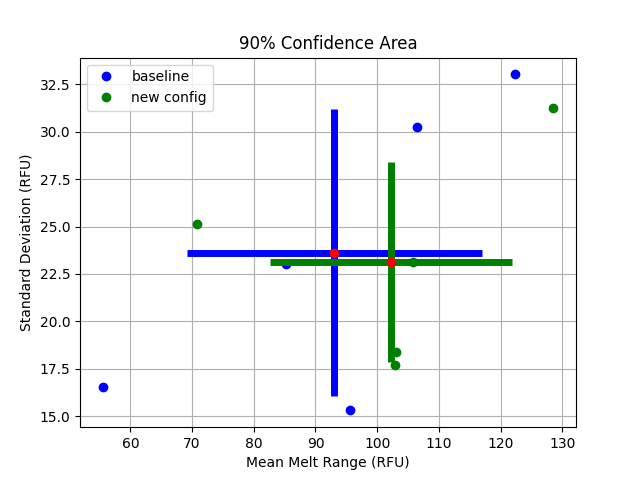 90% Confidence Area
baseline
new config
Standard Deviation (RFU)
32.5
30.0
27.5
25.0
22.5
20.0
17.5
15.0
60 70 80 90 100 110 120 130
Mean Melt Range (RFU)